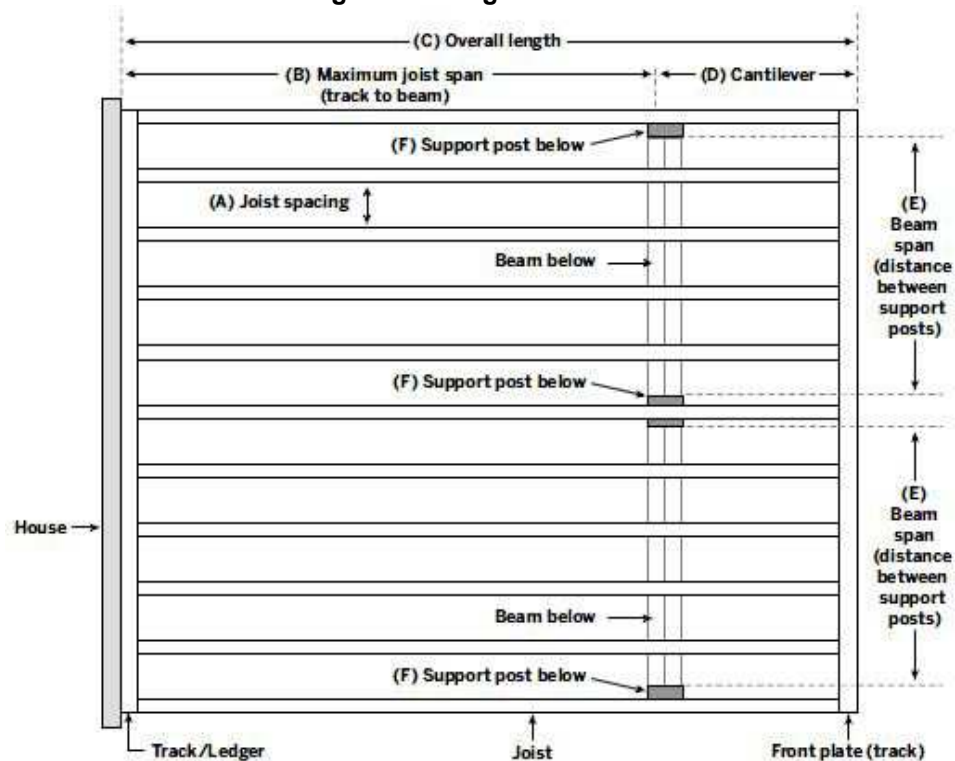 (C) Overall length
(B) Maximum joist span
(track to beam)
(D) Cantilever
(F) Support post below
(A) Joist spacing
(E)
Beam
span
(distance
between
support
posts)
Beam below
(F) Support post below
(E)
Beam
span
(distance
between
support
posts)
House
Beam below
(F) Support post below
Track/Ledger
Joist
Front plate (track)